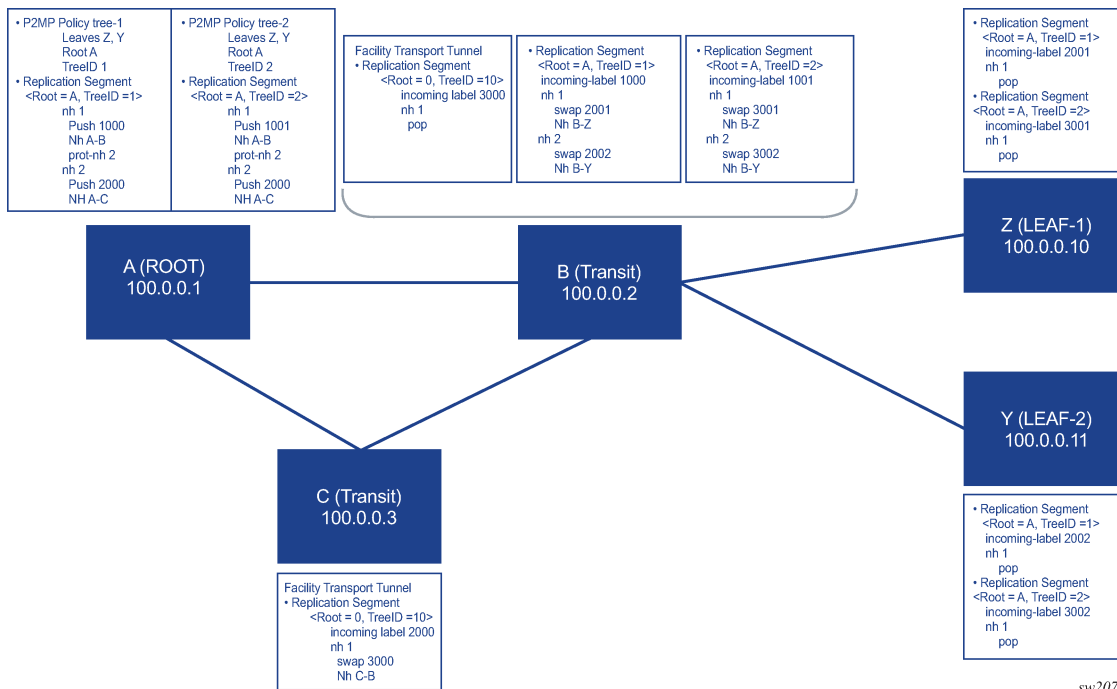 • P2MP Policy tree-1
Leaves Z, Y
Root A
TreeID 1
• Replication Segment
<Root = A, TreeID =1>
nh 1
Push 1000
Nh A-B
prot-nh 2
nh 2
Push 2000
NH A-C
• P2MP Policy tree-2
Leaves Z, Y
Root A
TreeID 2
• Replication Segment
<Root = A, TreeID =2>
nh 1
Push 1001
Nh A-B
prot-nh 2
nh 2
Push 2000
NH A-C
Facility Transport Tunnel
• Replication Segment
<Root = 0, TreeID =10>
incoming label 3000
nh 1
pop
• Replication Segment
<Root = A, TreeID =1>
incoming-label 1000
nh 1
swap 2001
Nh B-Z
nh 2
swap 2002
Nh B-Y
• Replication Segment
<Root = A, TreeID =2>
incoming-label 1001
nh 1
swap 3001
Nh B-Z
nh 2
swap 3002
Nh B-Y
• Replication Segment
<Root = A, TreeID =1>
incoming-label 2001
nh 1
pop
• Replication Segment
<Root = A, TreeID =2>
incoming-label 3001
nh 1
pop
A (ROOT)
100.0.0.1
B (Transit)
100.0.0.2
Z (LEAF-1)
100.0.0.10
Y (LEAF-2)
100.0.0.11
C (Transit)
100.0.0.3
• Replication Segment
<Root = A, TreeID =1>
incoming-label 2002
nh 1
pop
• Replication Segment
<Root = A, TreeID =2>
incoming-label 3002
nh 1
pop
Facility Transport Tunnel
• Replication Segment
<Root = 0, TreeID =10>
incoming label 2000
nh 1
swap 3000
Nh C-B
sw207